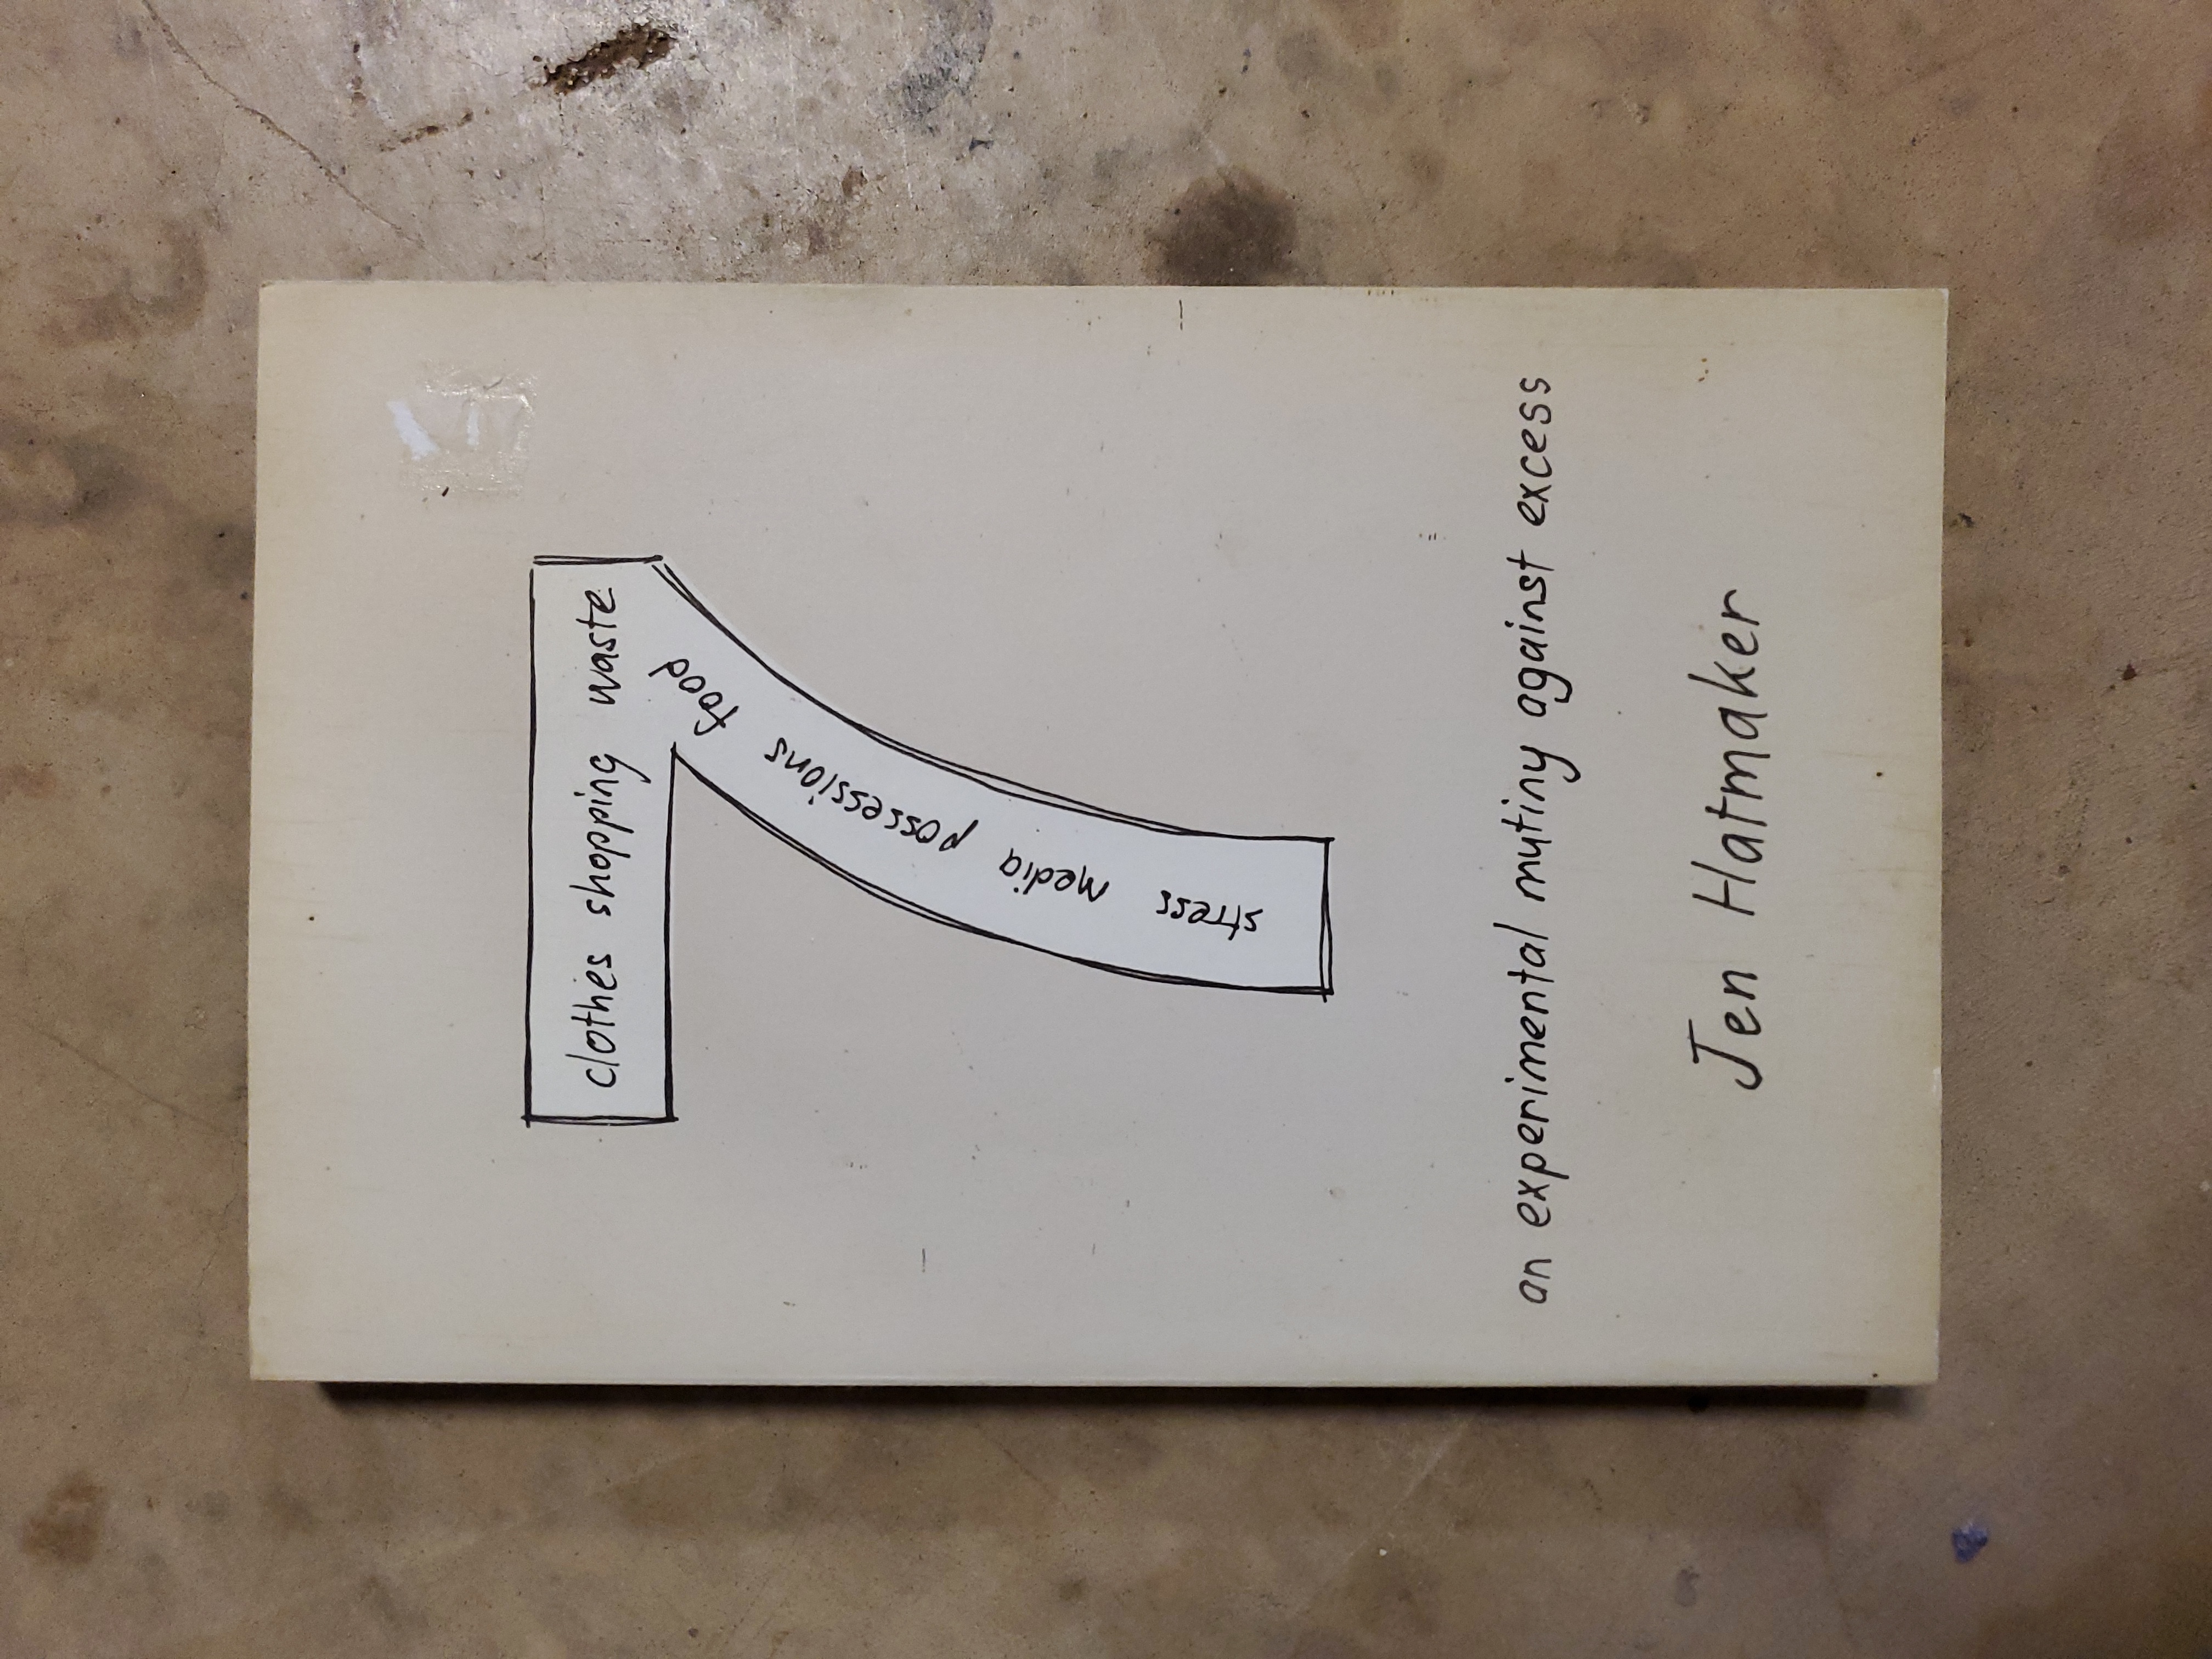 clothes shopping waste
stress media possessions food
an experimental mutiny against excess
Jen Hatmaker